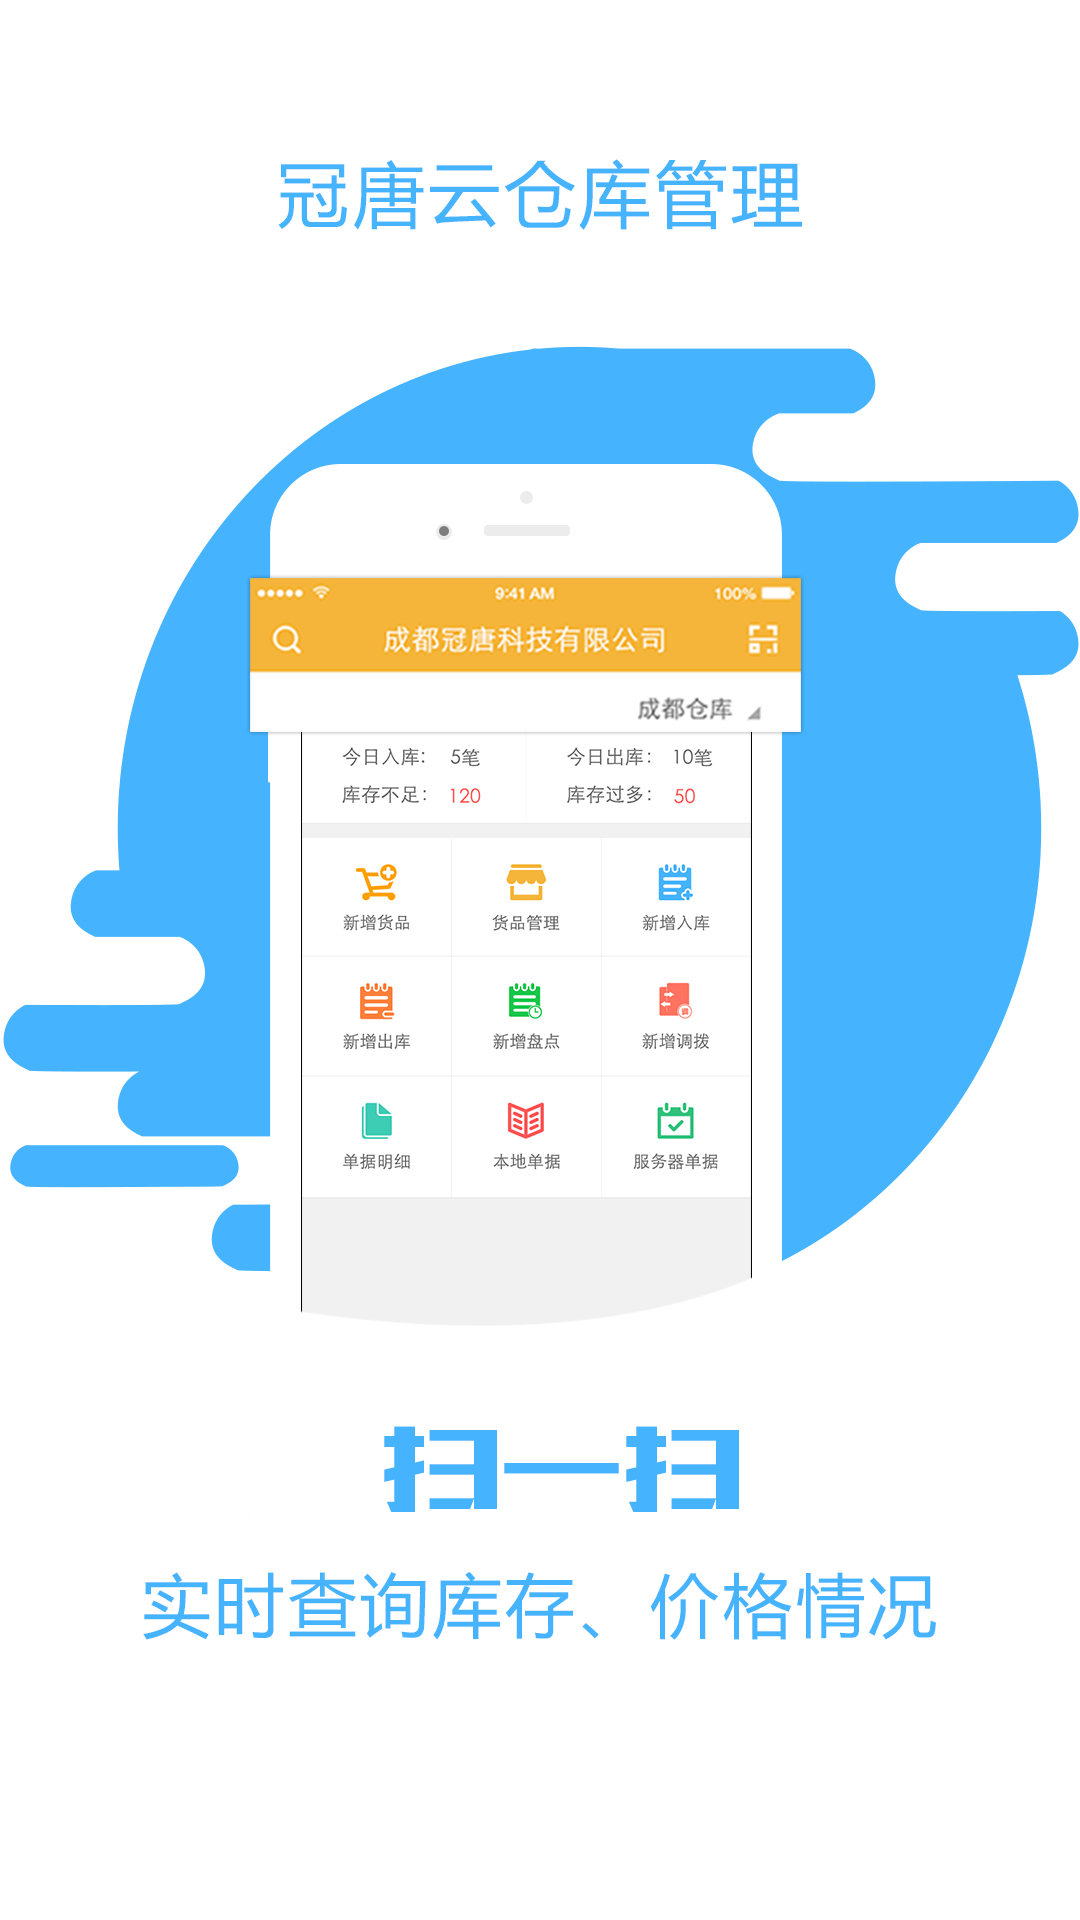 冠唐云仓库管理
9:41 AM 100%
成都冠唐科技有限公司
成都仓库
今日入库： 5笔 今日出库： 10笔
库存不足： 120 库存过多： 50
新增货品 货品管理 新增入库
新增出库 新增盘点 新增调拨
单据明细 本地单据 服务器单据
扫一扫
实时查询库存、价格情况